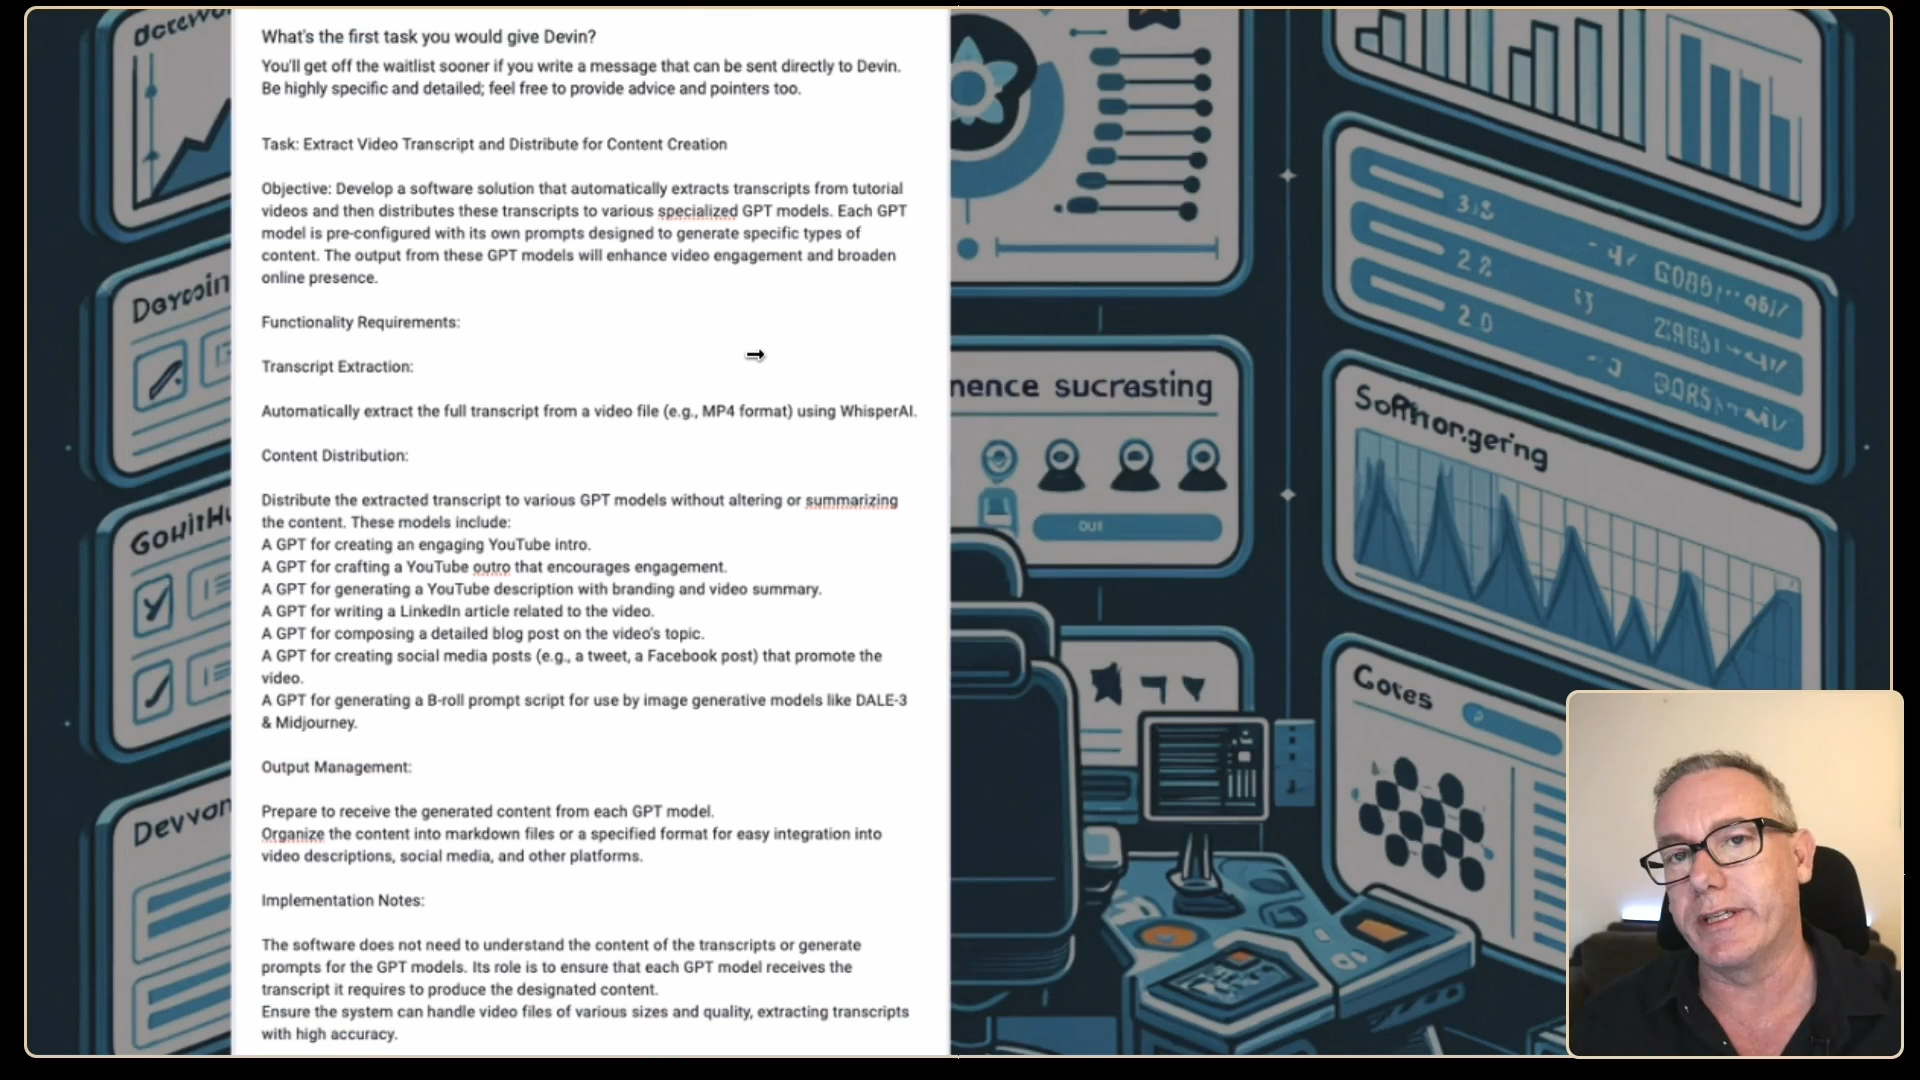 What's the first task you would give Devin?
You'll get off the waitlist sooner if you write a message that can be sent directly to Devin.
Be highly specific and detailed; feel free to provide advice and pointers too.
Task: Extract Video Transcript and Distribute for Content Creation
Objective: Develop a software solution that automatically extracts transcripts from tutorial
videos and then distributes these transcripts to various specialized GPT models. Each GPT
model is pre-configured with its own prompts designed to generate specific types of
content. The output from these GPT models will enhance video engagement and broaden
online presence.
Functionality Requirements:
Transcript Extraction:
Automatically extract the full transcript from a video file (e.g., MP4 format) using WhisperAI.
Content Distribution:
Distribute the extracted transcript to various GPT models without altering or summarizing
the content. These models include:
A GPT for creating an engaging YouTube intro.
A GPT for crafting a YouTube outro that encourages engagement.
A GPT for generating a YouTube description with branding and video summary.
A GPT for writing a LinkedIn article related to the video.
A GPT for composing a detailed blog post on the video's topic.
A GPT for creating social media posts (e.g., a tweet, a Facebook post) that promote the
video.
A GPT for generating a B-roll prompt script for use by image generative models like DALE-3
& Midjourney.
Output Management:
Prepare to receive the generated content from each GPT model.
Organize the content into markdown files or a specified format for easy integration into
video descriptions, social media, and other platforms.
Implementation Notes:
The software does not need to understand the content of the transcripts or generate
prompts for the GPT models. Its role is to ensure that each GPT model receives the
transcript it requires to produce the designated content.
Ensure the system can handle video files of various sizes and quality, extracting transcripts
with high accuracy.
nence sucrasting
Gotes